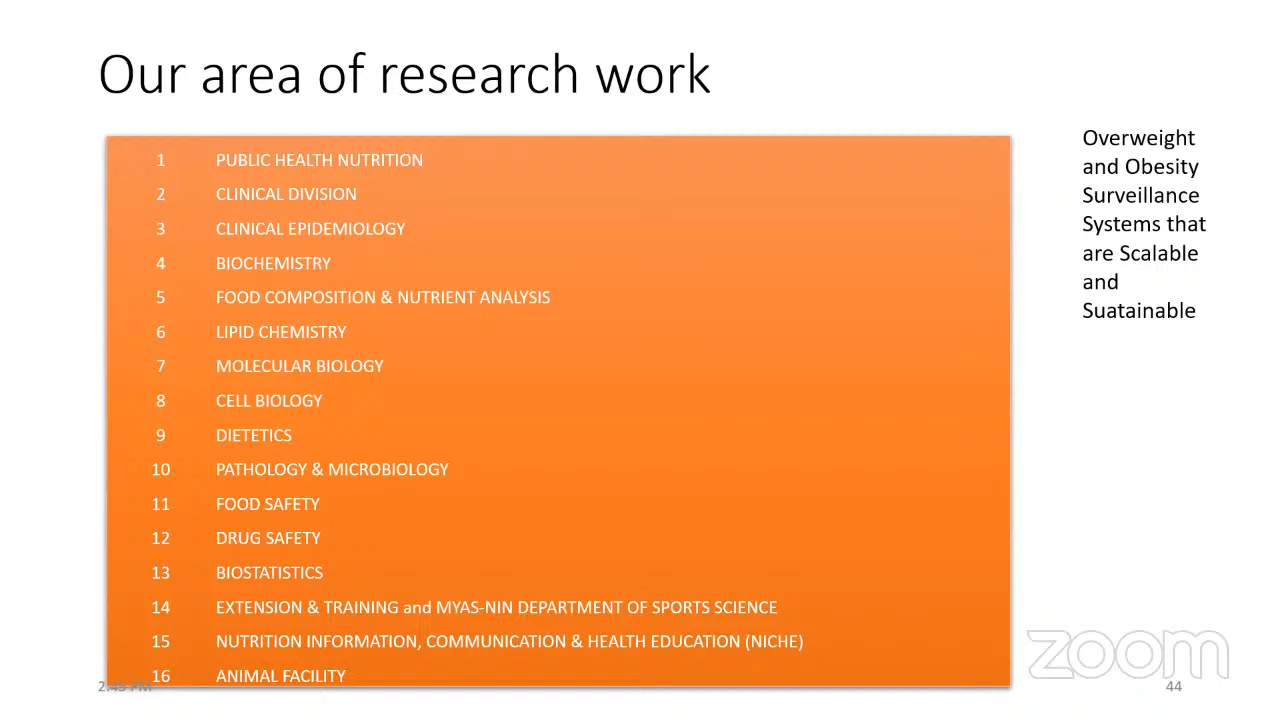 Our area of research work
1 PUBLIC HEALTH NUTRITION
2 CLINICAL DIVISION
3 CLINICAL EPIDEMIOLOGY
4 BIOCHEMISTRY
5 FOOD COMPOSITION & NUTRIENT ANALYSIS
6 LIPID CHEMISTRY
7 MOLECULAR BIOLOGY
8 CELL BIOLOGY
9 DIETETICS
10 PATHOLOGY & MICROBIOLOGY
11 FOOD SAFETY
12 DRUG SAFETY
13 BIOSTATISTICS
14 EXTENSION & TRAINING and MYAS-NIN DEPARTMENT OF SPORTS SCIENCE
15 NUTRITION INFORMATION, COMMUNICATION & HEALTH EDUCATION (NICHE)
16 ANIMAL FACILITY
Overweight
and Obesity
Surveillance
Systems that
are Scalable
and
Suatainable
zoom
2:45 PM
44